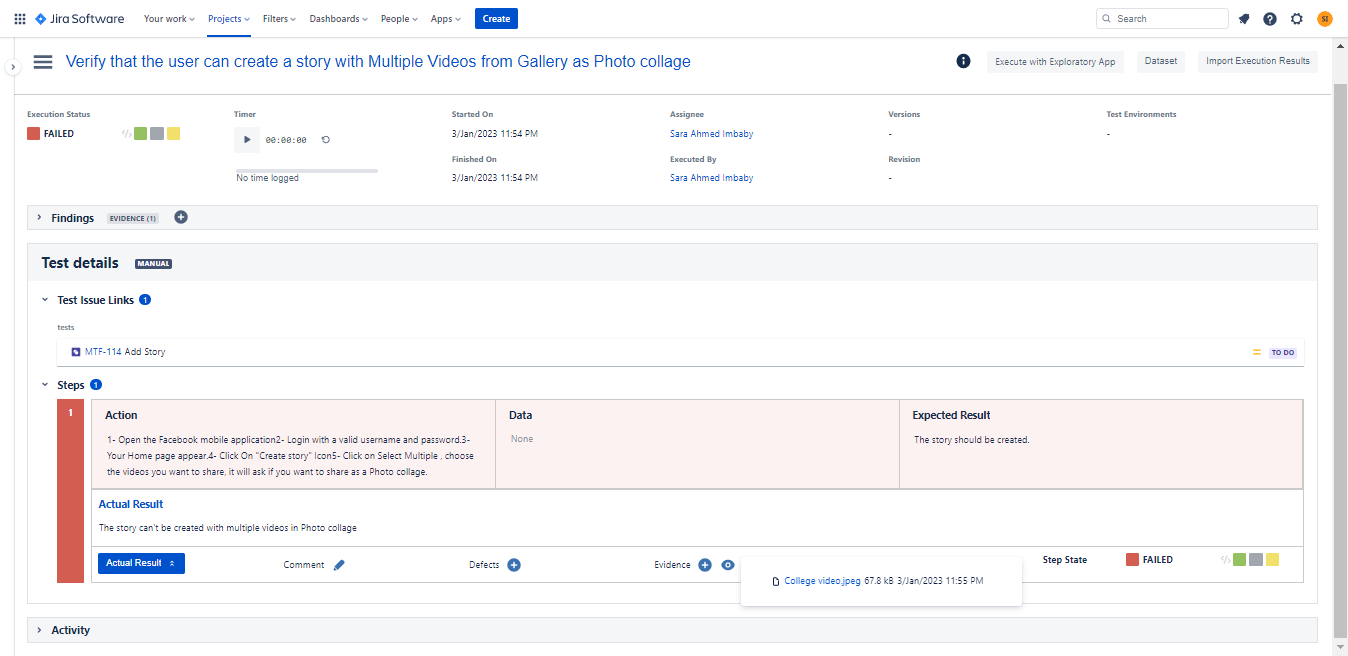 Jira Software Your work Projects Filters Dashboards People Apps Create Search SI
Verify that the user can create a story with Multiple Videos from Gallery as Photo collage Execute with Exploratory App Dataset Import Execution Results
Execution Status Timer Started On Assignee Versions Test Environments
FAILED 00:00:00 3/Jan/2023 11:54 PM Sara Ahmed Imbaby - -
Finished On Executed By Revision
No time logged 3/Jan/2023 11:54 PM Sara Ahmed Imbaby -
Findings EVIDENCE (1)
Test details MANUAL
Test Issue Links 1
tests
MTF-114 Add Story TO DO
Steps 1
1 Action Data Expected Result
1- Open the Facebook mobile application2- Login with a valid username and password.3- None The story should be created.
Your Home page appear.4- Click On "Create story" Icon5- Click on Select Multiple , choose
the videos you want to share, it will ask if you want to share as a Photo collage.
Actual Result
The story can't be created with multiple videos in Photo collage
Actual Result Comment Defects Evidence Step State FAILED
College video.jpeg 67.8 kB 3/Jan/2023 11:55 PM
Activity